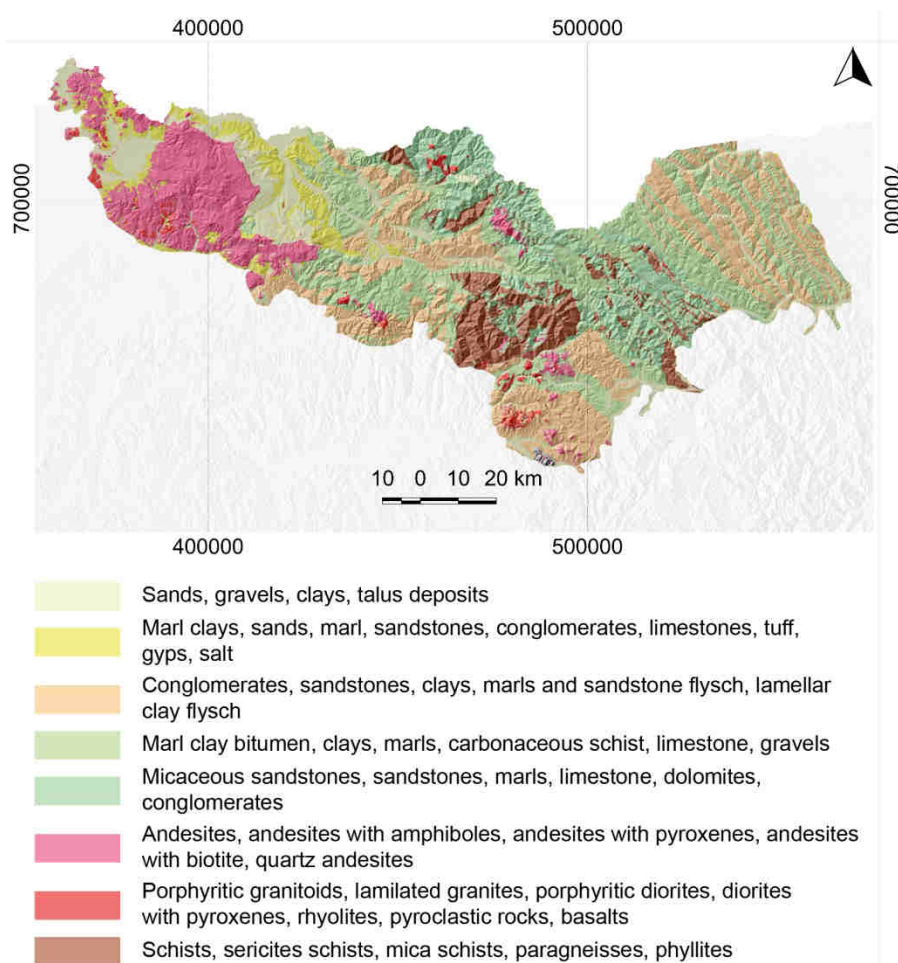 400000 500000
700000 700000
10 0 10 20 km
400000 500000
Sands, gravels, clays, talus deposits
Marl clays, sands, marl, sandstones, conglomerates, limestones, tuff,
gyps, salt
Conglomerates, sandstones, clays, marls and sandstone flysch, lamellar
clay flysch
Marl clay bitumen, clays, marls, carbonaceous schist, limestone, gravels
Micaceous sandstones, sandstones, marls, limestone, dolomites,
conglomerates
Andesites, andesites with amphiboles, andesites with pyroxenes, andesites
with biotite, quartz andesites
Porphyritic granitoids, lamilated granites, porphyritic diorites, diorites
with pyroxenes, rhyolites, pyroclastic rocks, basalts
Schists, sericites schists, mica schists, paragneisses, phyllites